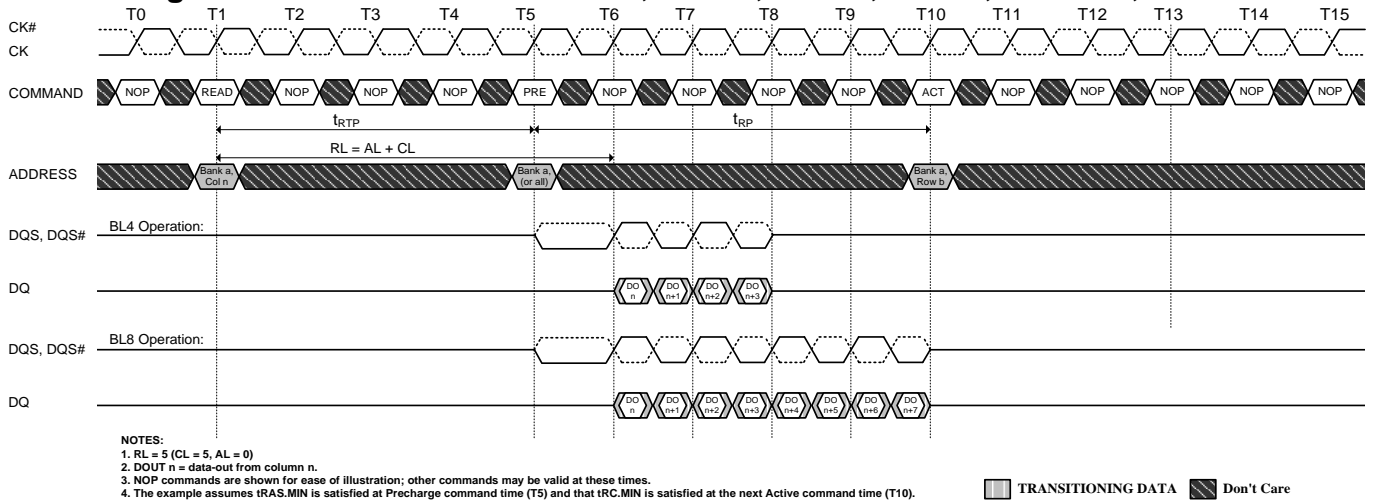 T0 T1 T2 T3 T4 T5 T6 T7 T8 T9 T10 T11 T12 T13 T14 T15
CK#
CK
COMMAND NOP READ NOP NOP NOP PRE NOP NOP NOP NOP ACT NOP NOP NOP NOP NOP
tRTP tRP
RL = AL + CL
ADDRESS Bank a, Col n Bank a, (or all) Bank a, Row b
BL4 Operation:
DQS, DQS#
DQ DO n DO n+1 DO n+2 DO n+3
BL8 Operation:
DQS, DQS#
DQ DO n DO n+1 DO n+2 DO n+3 DO n+4 DO n+5 DO n+6 DO n+7
NOTES:
1. RL = 5 (CL = 5, AL = 0)
2. DOUT n = data-out from column n.
3. NOP commands are shown for ease of illustration; other commands may be valid at these times.
4. The example assumes tRAS.MIN is satisfied at Precharge command time (T5) and that tRC.MIN is satisfied at the next Active command time (T10).
TRANSITIONING DATA Don't Care